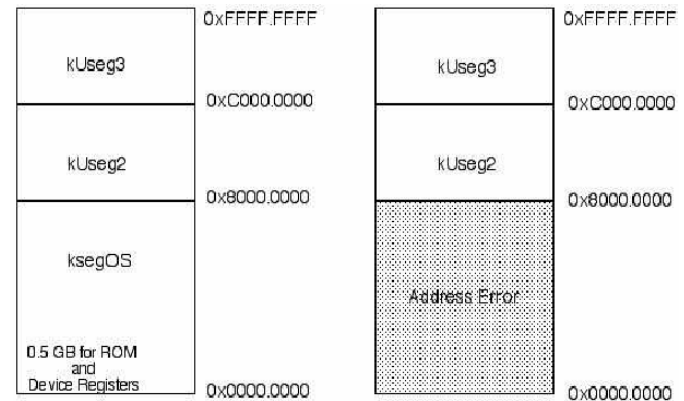 0xFFFF.FFFF
kUseg3
0xC000.0000
kUseg2
0x8000.0000
ksegOS
0.5 GB for ROM
and
Device Registers
0x0000.0000
0xFFFF.FFFF
kUseg3
0xC000.0000
kUseg2
0x8000.0000
Address Error
0x0000.0000